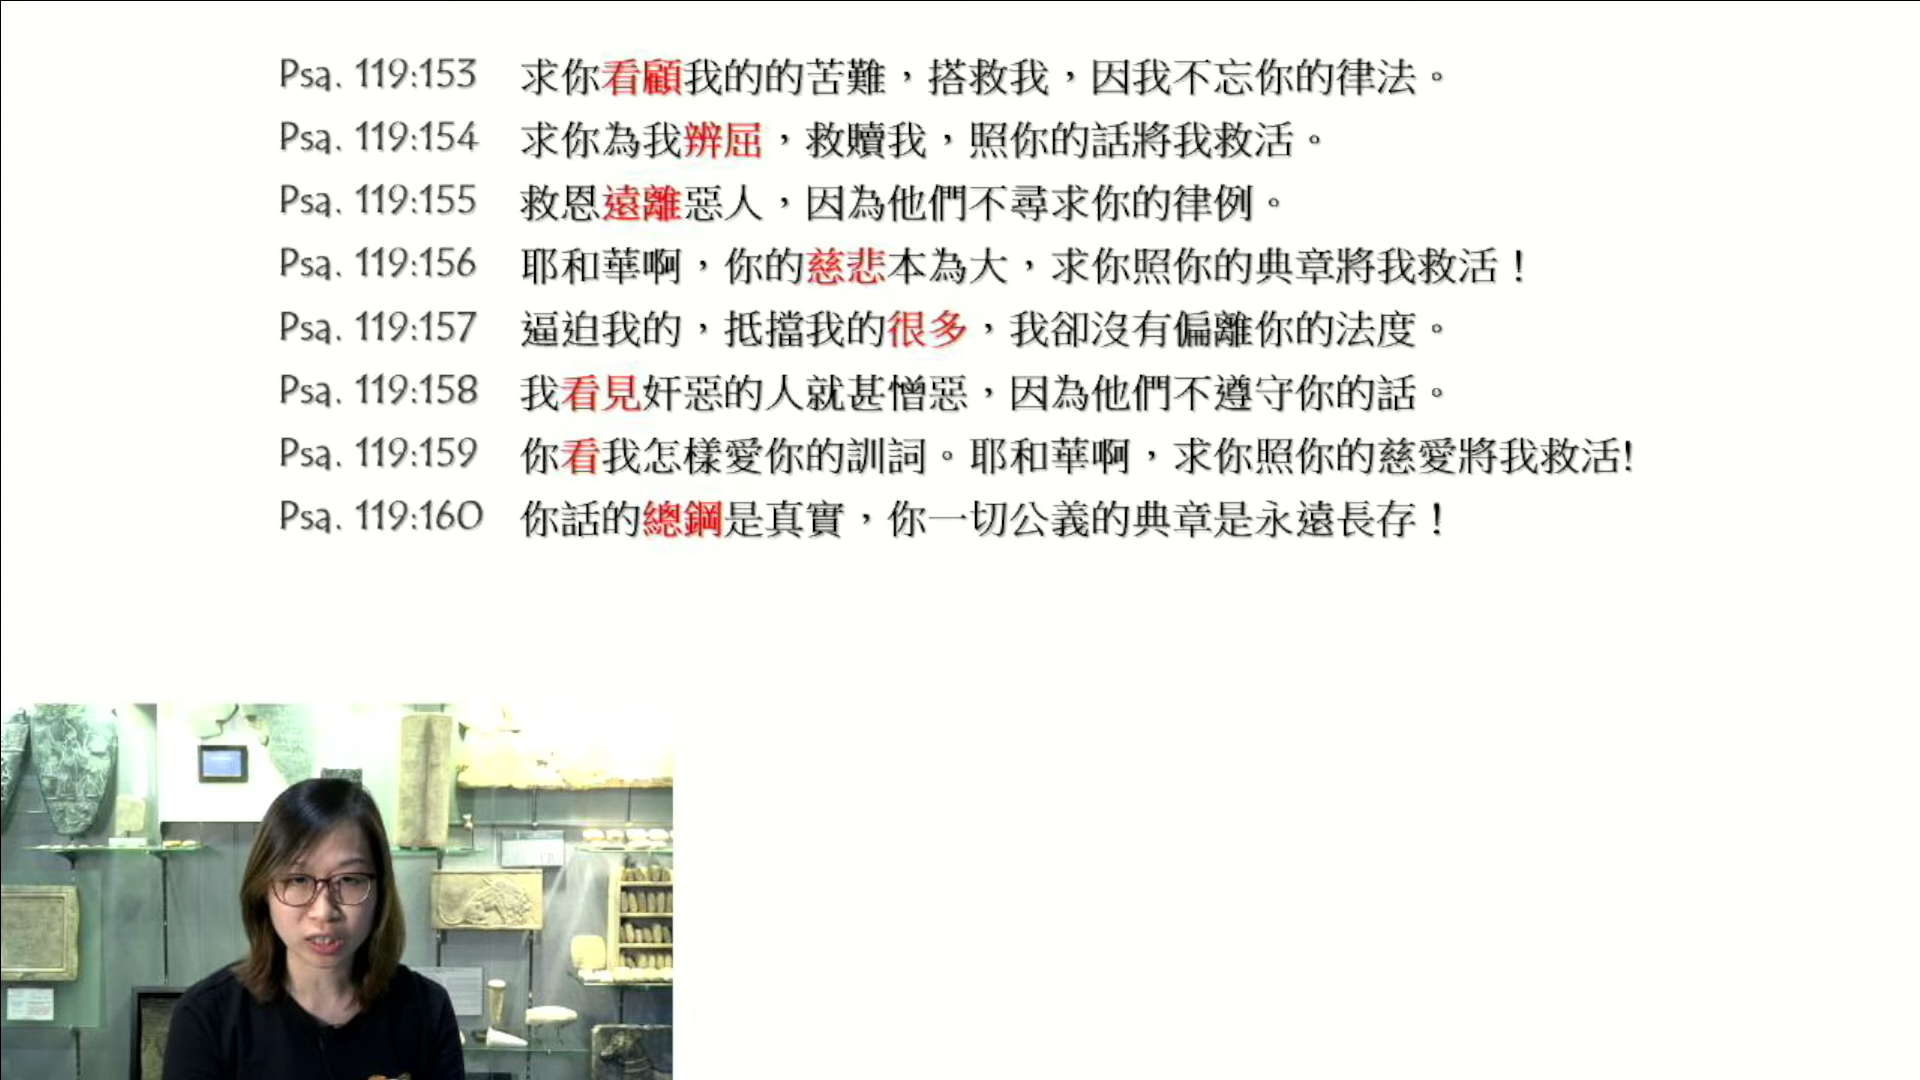 Psa. 119:153 求你看顧我的的苦難，搭救我，因我不忘你的律法。
Psa. 119:154 求你為我辨屈，救贖我，照你的話將我救活。
Psa. 119:155 救恩遠離惡人，因為他們不尋求你的律例。
Psa. 119:156 耶和華啊，你的慈悲本為大，求你照你的典章將我救活！
Psa. 119:157 逼迫我的，抵擋我的很多，我卻沒有偏離你的法度。
Psa. 119:158 我看見奸惡的人就甚憎惡，因為他們不遵守你的話。
Psa. 119:159 你看我怎樣愛你的訓詞。耶和華啊，求你照你的慈愛將我救活!
Psa. 119:160 你話的總鋼是真實，你一切公義的典章是永遠長存！